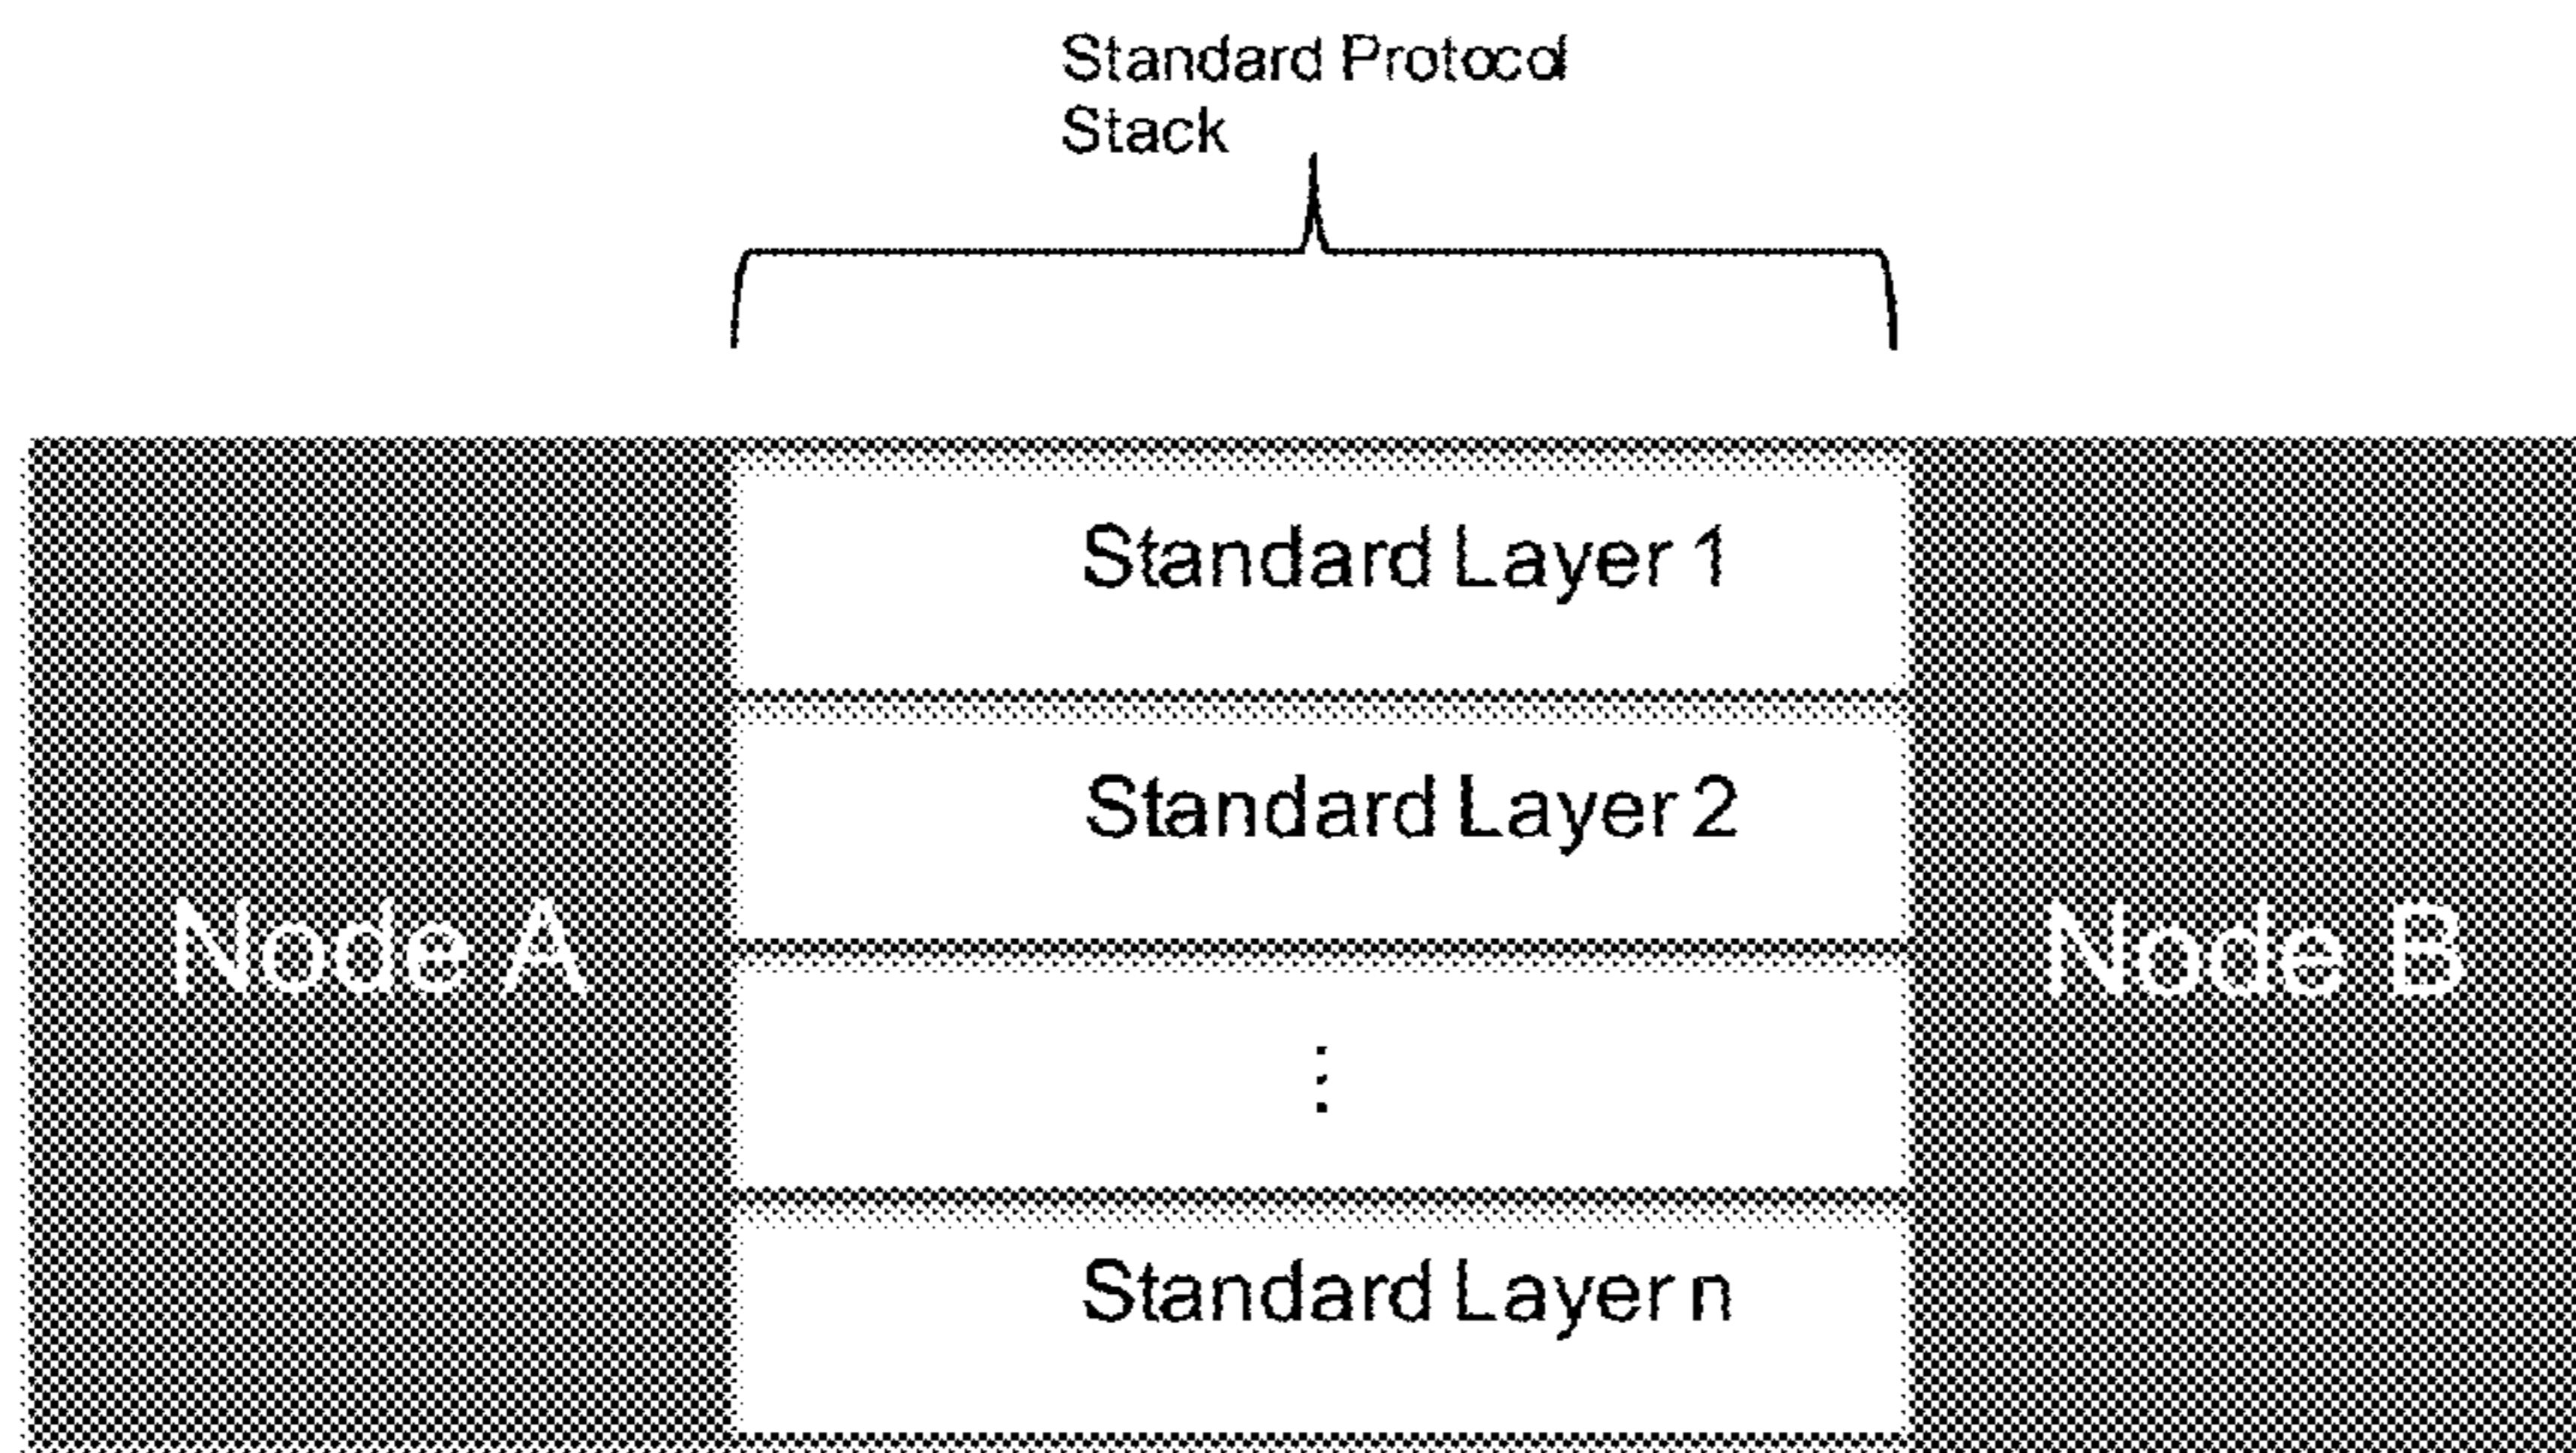 Standard Protocol
Stack
Standard Layer 1
Standard Layer 2
Node A
Node B
⋮
Standard Layer n